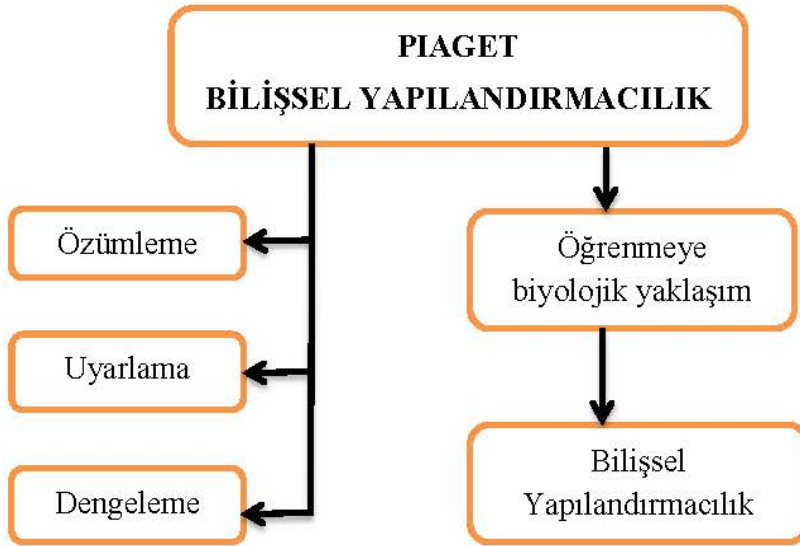 PIAGET
BİLİŞSEL YAPILANDIRMACILIK
Özümleme
Uyarlama
Dengeleme
Öğrenmeye
biyolojik yaklaşım
Bilişsel
Yapılandırmacılık